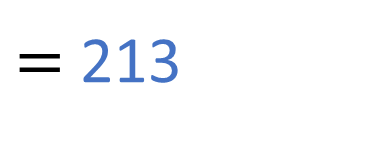 = 213